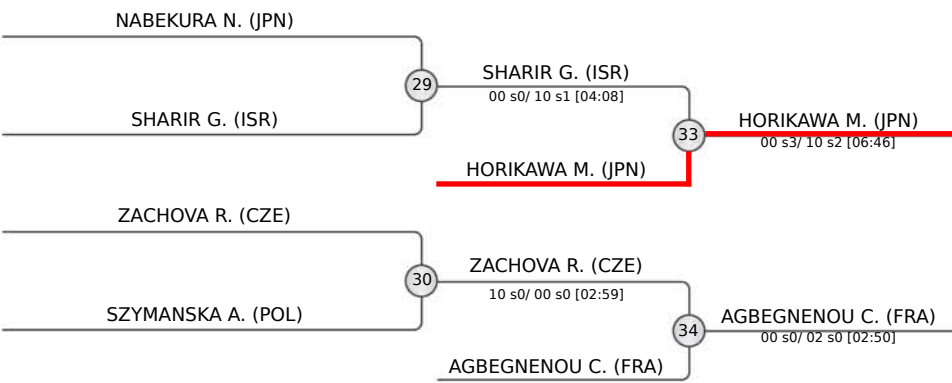 NABEKURA N. (JPN)
29
SHARIR G. (ISR)
00 s0/ 10 s1 [04:08]
SHARIR G. (ISR)
33
HORIKAWA M. (JPN)
00 s3/ 10 s2 [06:46]
HORIKAWA M. (JPN)
ZACHOVA R. (CZE)
30
ZACHOVA R. (CZE)
10 s0/ 00 s0 [02:59]
SZYMANSKA A. (POL)
34
AGBEGNENOU C. (FRA)
00 s0/ 02 s0 [02:50]
AGBEGNENOU C. (FRA)